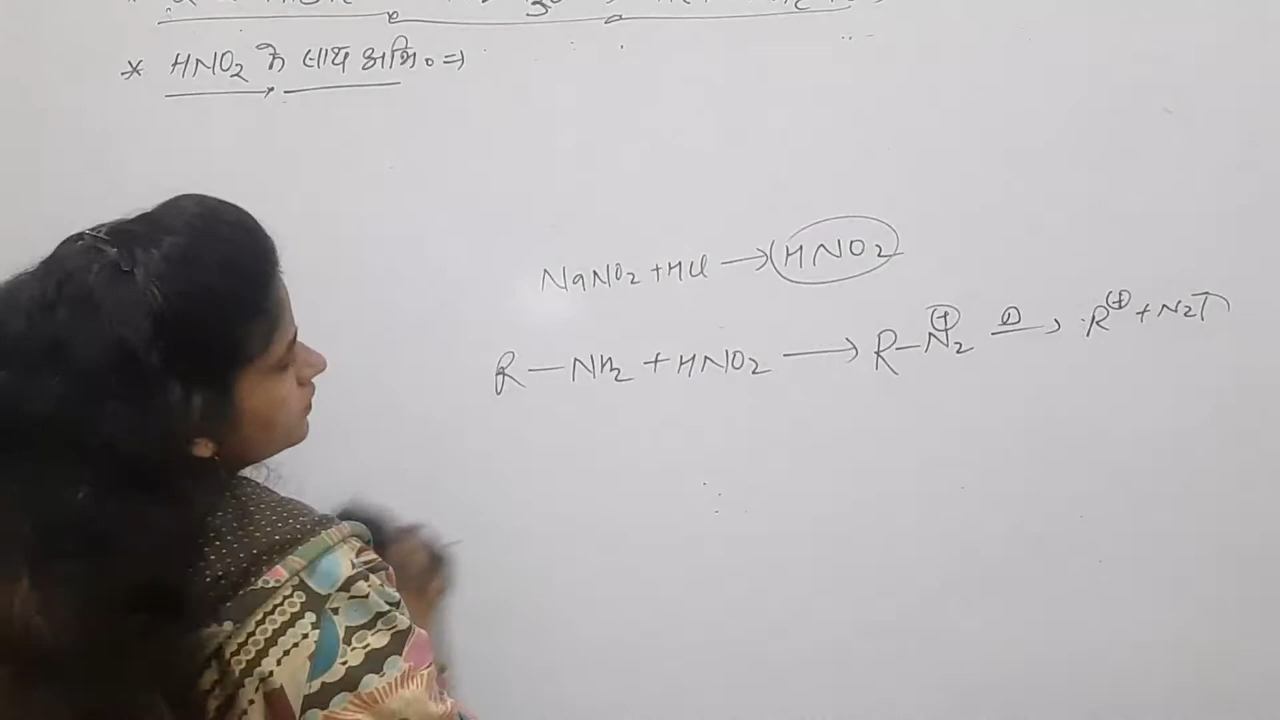 * HNO2 के साथ अभि० ⇒
NaNO2 + HCl → HNO2
R — NH2 + HNO2 → R—N2⊕ → R⊕ + N2↑